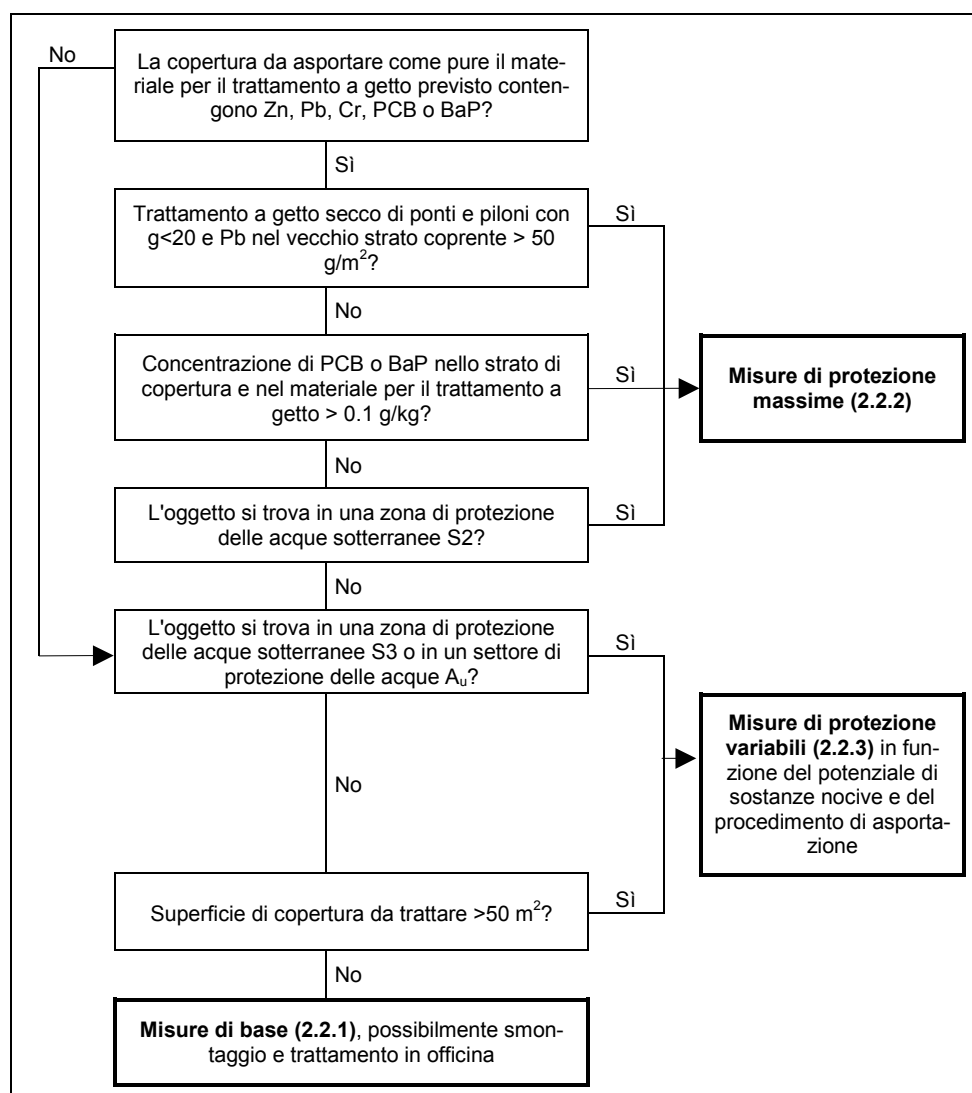 No
La copertura da asportare come pure il mate-
riale per il trattamento a getto previsto conten-
gono Zn, Pb, Cr, PCB o BaP?
Sì
Trattamento a getto secco di ponti e piloni con
g<20 e Pb nel vecchio strato coprente > 50
g/m²?
Sì
No
Concentrazione di PCB o BaP nello strato di
copertura e nel materiale per il trattamento a
getto > 0.1 g/kg?
Sì
Misure di protezione
massime (2.2.2)
No
L'oggetto si trova in una zona di protezione
delle acque sotterranee S2?
Sì
No
L'oggetto si trova in una zona di protezione
delle acque sotterranee S3 o in un settore di
protezione delle acque Aᵤ?
Sì
Misure di protezione
variabili (2.2.3) in fun-
zione del potenziale di
sostanze nocive e del
procedimento di asporta-
zione
No
Superficie di copertura da trattare >50 m²?
Sì
No
Misure di base (2.2.1), possibilmente smon-
taggio e trattamento in officina